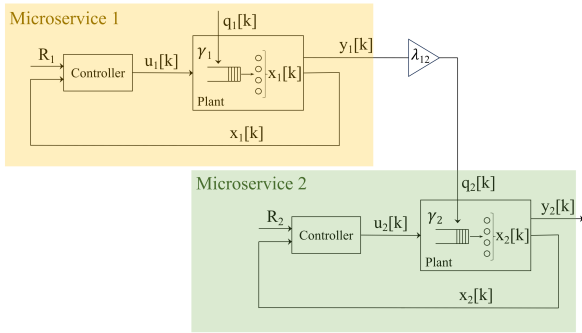 Microservice 1
q₁[k]
R₁
Controller
u₁[k]
γ₁
x₁[k]
Plant
y₁[k]
λ₁₂
x₁[k]
Microservice 2
q₂[k]
R₂
Controller
u₂[k]
γ₂
x₂[k]
Plant
y₂[k]
x₂[k]